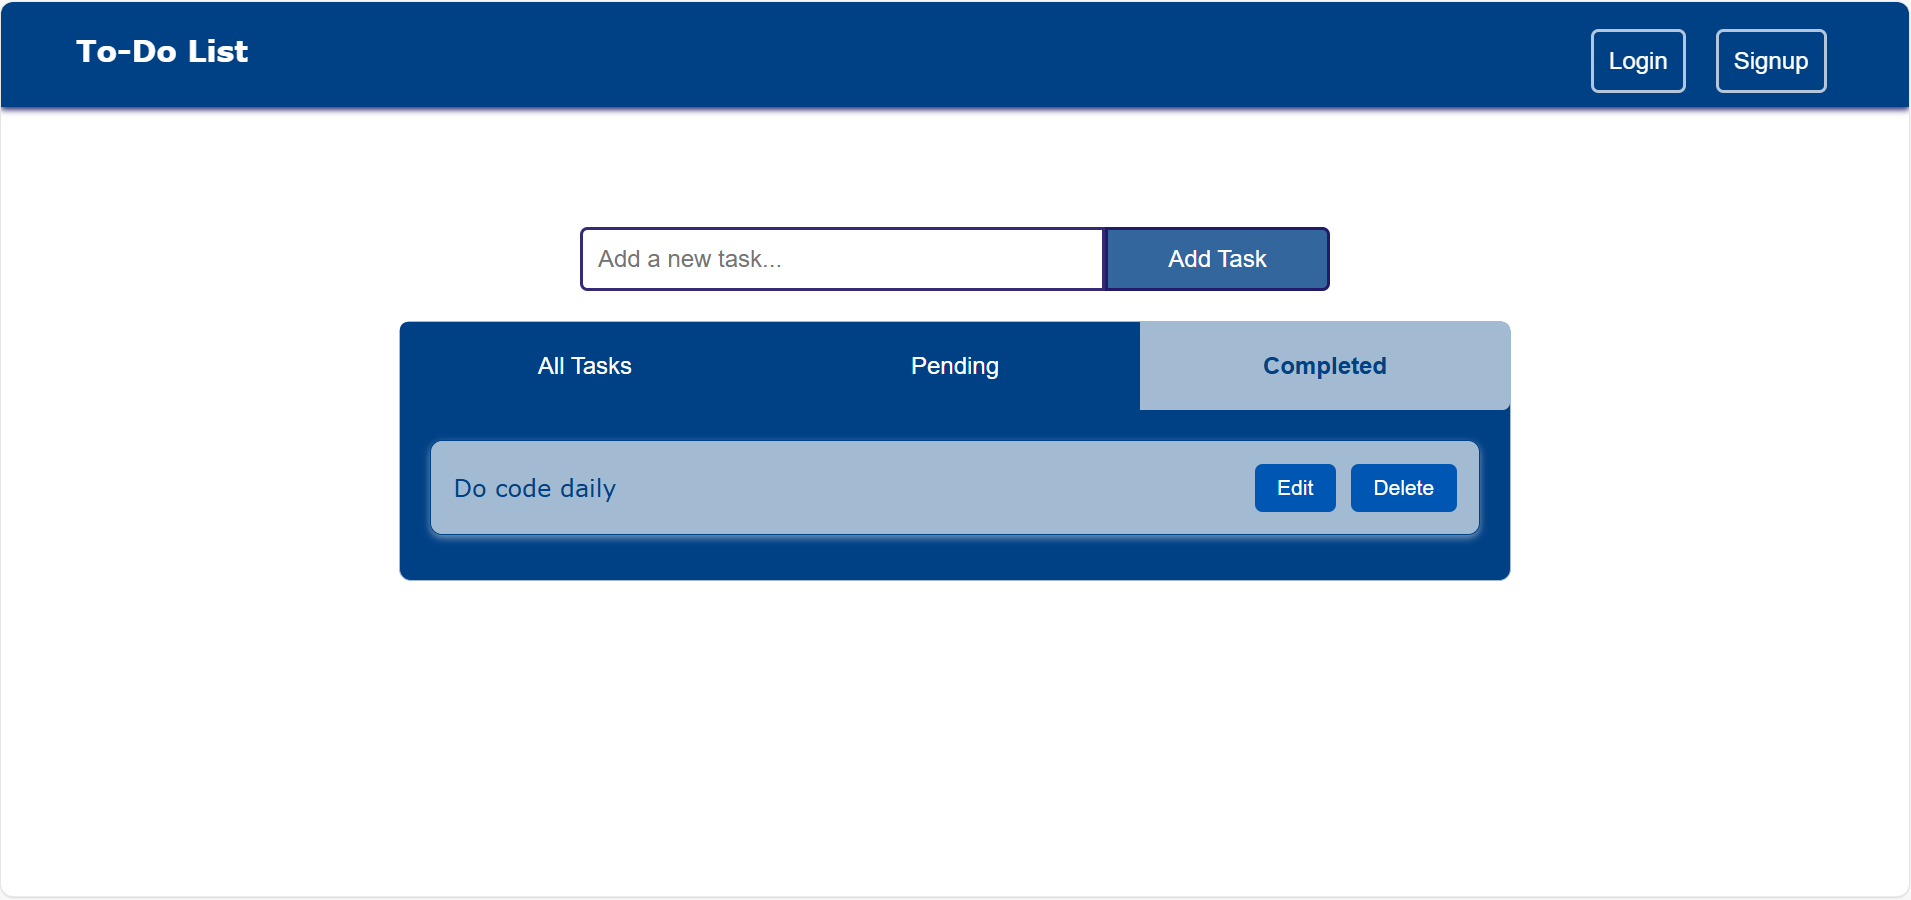 To-Do List
Login Signup
Add a new task...
Add Task
All Tasks Pending Completed
Do code daily
Edit Delete